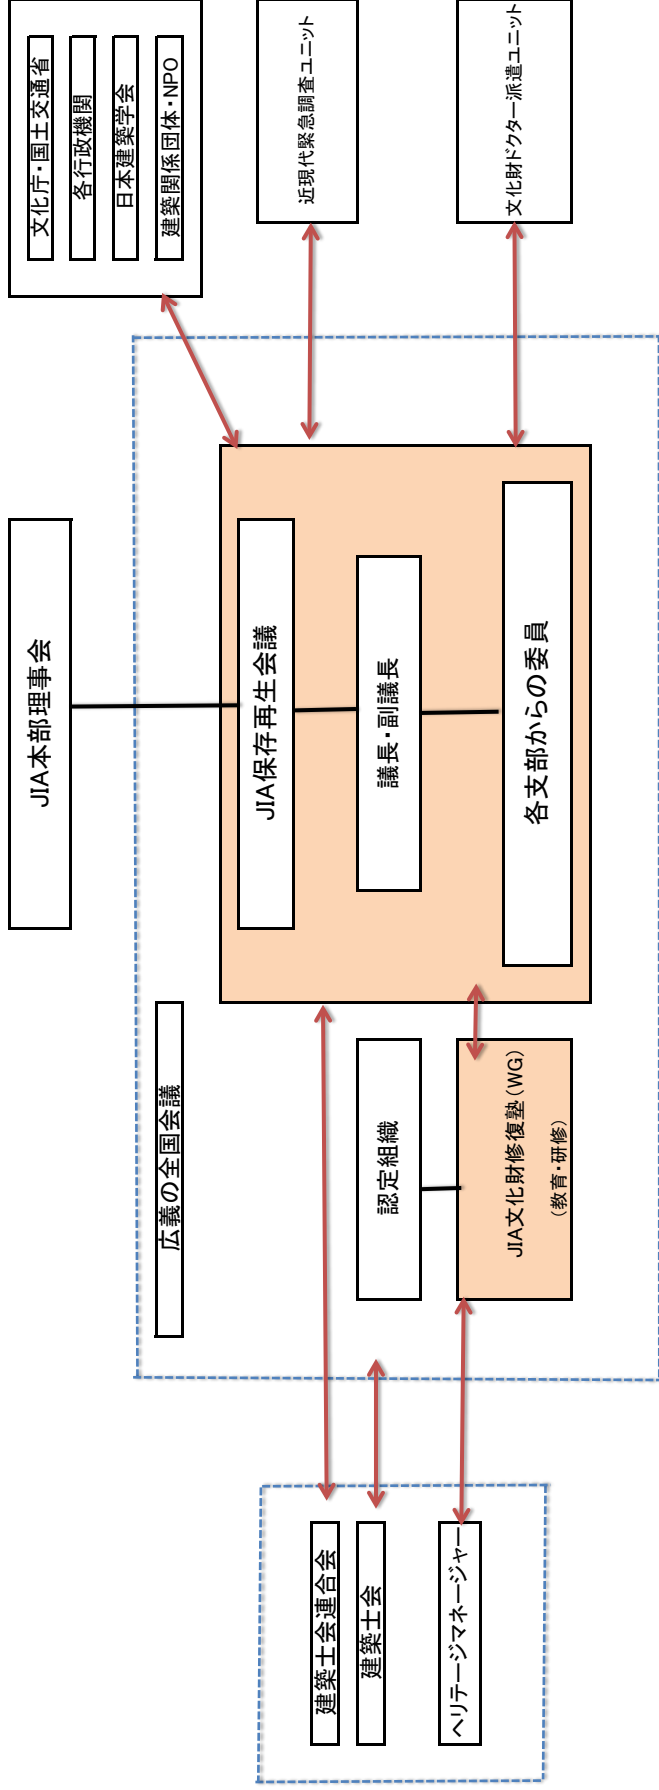 JIA本部理事会
文化庁・国土交通省
各行政機関
日本建築学会
建築関係団体・NPO
広義の全国会議
JIA保存再生会議
近現代緊急調査ユニット
建築士会連合会
建築士会
認定組織
議長・副議長
ヘリテージマネージャー
JIA文化財修復塾(WG)
(教育・研修)
各支部からの委員
文化財ドクター派遣ユニット